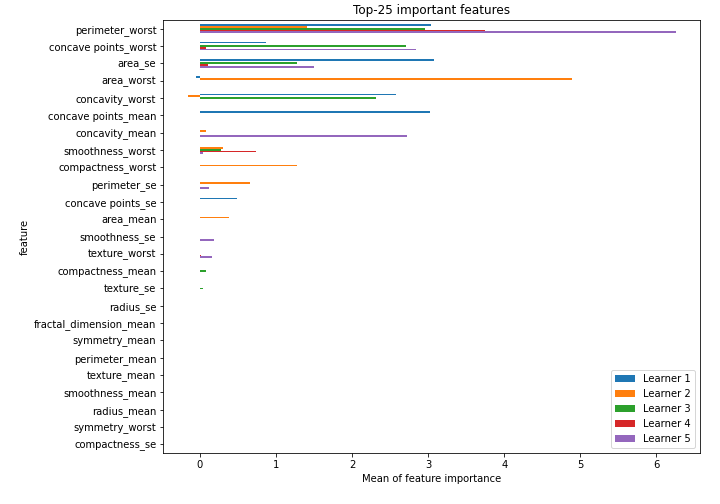 Top-25 important features
perimeter_worst
concave points_worst
area_se
area_worst
concavity_worst
concave points_mean
concavity_mean
smoothness_worst
compactness_worst
perimeter_se
concave points_se
area_mean
smoothness_se
texture_worst
compactness_mean
texture_se
radius_se
fractal_dimension_mean
symmetry_mean
perimeter_mean
texture_mean
smoothness_mean
radius_mean
symmetry_worst
compactness_se
feature
Learner 1
Learner 2
Learner 3
Learner 4
Learner 5
0 1 2 3 4 5 6
Mean of feature importance